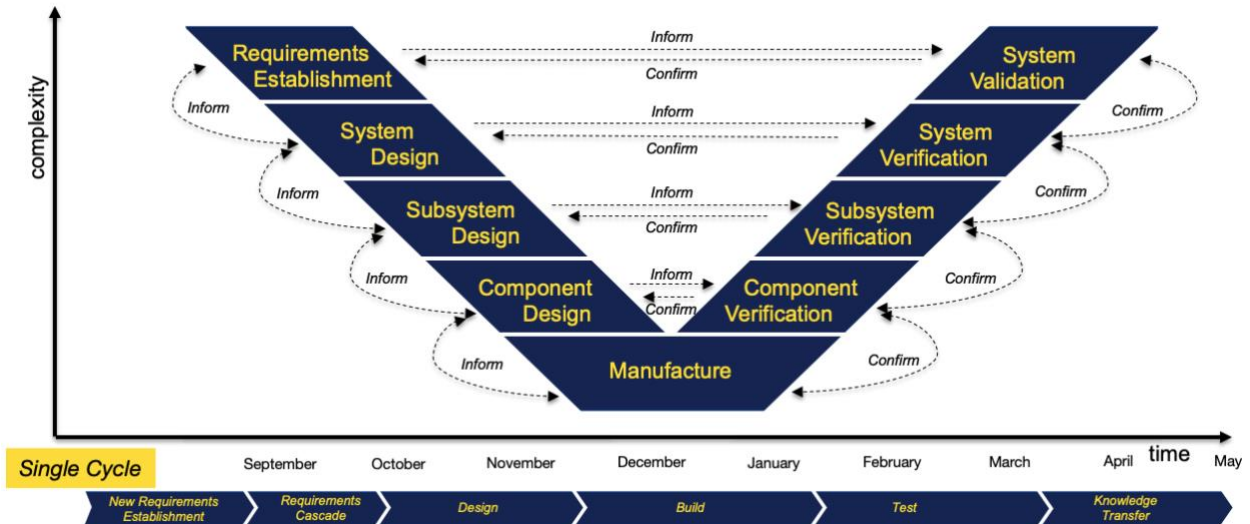 complexity
Requirements
Establishment
Inform
Confirm
System
Validation
Inform
Confirm
System
Design
Inform
Confirm
System
Verification
Inform
Confirm
Subsystem
Design
Inform
Confirm
Subsystem
Verification
Inform
Confirm
Component
Design
Inform
Confirm
Component
Verification
Inform
Manufacture
Confirm
time
Single Cycle
September
October
November
December
January
February
March
April
May
New Requirements
Establishment
Requirements
Cascade
Design
Build
Test
Knowledge
Transfer